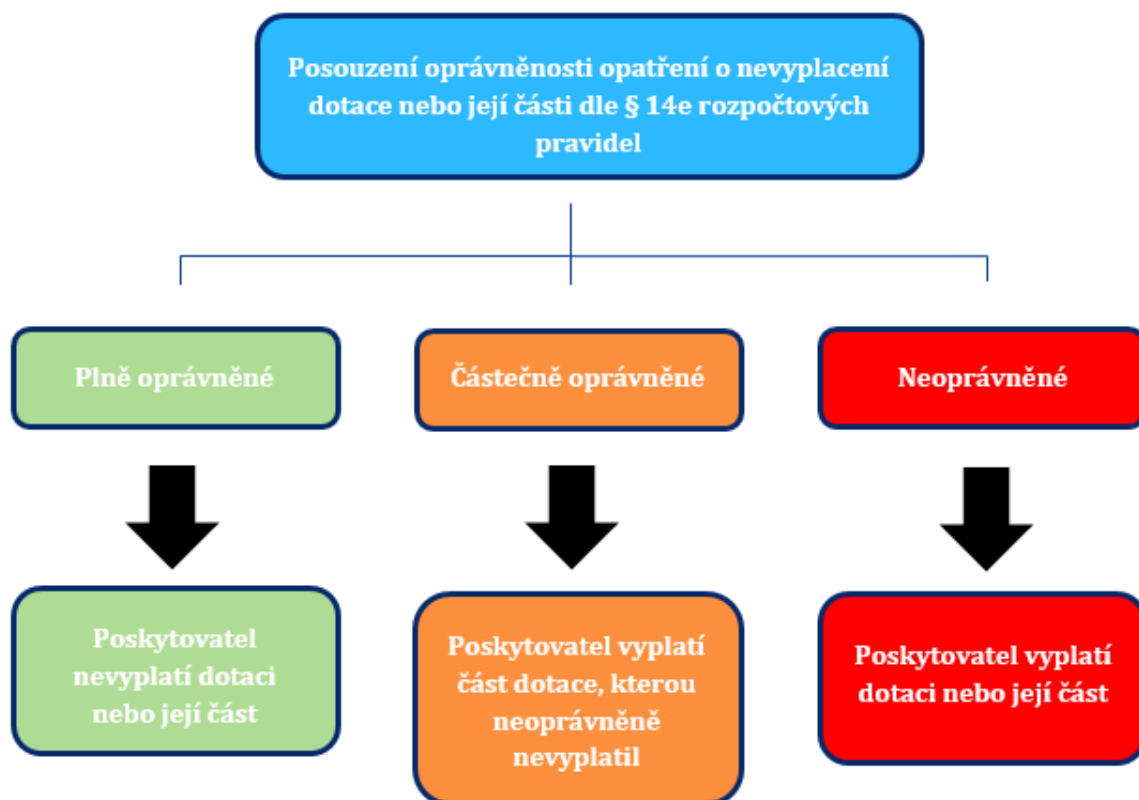 Posouzení oprávněnosti opatření o nevyplacení
dotace nebo její části dle § 14e rozpočtových
pravidel
Plně oprávněné
Částečně oprávněné
Neoprávněné
Poskytovatel
nevyplatí dotaci
nebo její část
Poskytovatel vyplatí
část dotace, kterou
neoprávněně
nevyplatil
Poskytovatel vyplatí
dotaci nebo její část